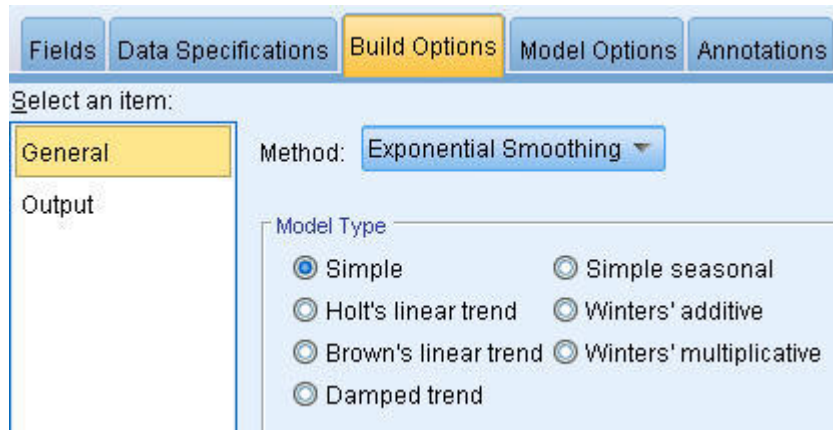 Fields Data Specifications Build Options Model Options Annotations
Select an item:
General
Output
Method: Exponential Smoothing
Model Type
Simple
Simple seasonal
Holt's linear trend
Winters' additive
Brown's linear trend
Winters' multiplicative
Damped trend